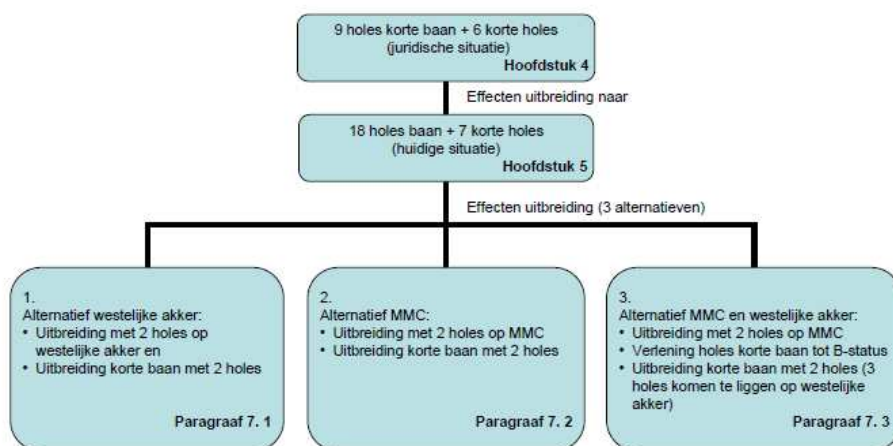 9 holes korte baan + 6 korte holes
(juridische situatie)
Hoofdstuk 4
Effecten uitbreiding naar
18 holes baan + 7 korte holes
(huidige situatie)
Hoofdstuk 5
Effecten uitbreiding (3 alternatieven)
1.
Alternatief westelijke akker:
• Uitbreiding met 2 holes op
westelijke akker en
• Uitbreiding korte baan met 2 holes
Paragraaf 7. 1
2.
Alternatief MMC:
• Uitbreiding met 2 holes op MMC
• Uitbreiding korte baan met 2 holes
Paragraaf 7. 2
3.
Alternatief MMC en westelijke akker:
• Uitbreiding met 2 holes op MMC
• Verlening holes korte baan tot B-status
• Uitbreiding korte baan met 2 holes (3
holes komen te liggen op westelijke
akker)
Paragraaf 7. 3